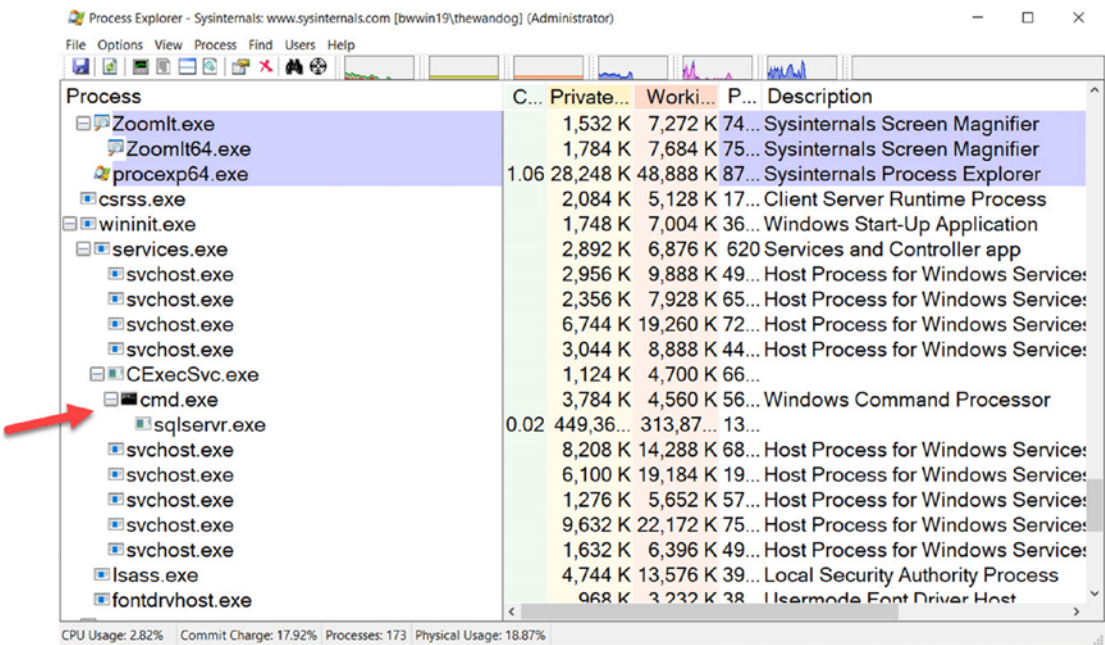 Process Explorer - Sysinternals: www.sysinternals.com [bwwin19\thewandog] (Administrator)
File Options View Process Find Users Help
Process C... Private... Worki... P... Description
ZoomIt.exe 1,532 K 7,272 K 74... Sysinternals Screen Magnifier
ZoomIt64.exe 1,784 K 7,684 K 75... Sysinternals Screen Magnifier
procexp64.exe 1.06 28,248 K 48,888 K 87... Sysinternals Process Explorer
csrss.exe 2,084 K 5,128 K 17... Client Server Runtime Process
wininit.exe 1,748 K 7,004 K 36... Windows Start-Up Application
services.exe 2,892 K 6,876 K 620 Services and Controller app
svchost.exe 2,956 K 9,888 K 49... Host Process for Windows Services
svchost.exe 2,356 K 7,928 K 65... Host Process for Windows Services
svchost.exe 6,744 K 19,260 K 72... Host Process for Windows Services
svchost.exe 3,044 K 8,888 K 44... Host Process for Windows Services
CExecSvc.exe 1,124 K 4,700 K 66...
cmd.exe 3,784 K 4,560 K 56... Windows Command Processor
sqlservr.exe 0.02 449,36... 313,87... 13...
svchost.exe 8,208 K 14,288 K 68... Host Process for Windows Services
svchost.exe 6,100 K 19,184 K 19... Host Process for Windows Services
svchost.exe 1,276 K 5,652 K 57... Host Process for Windows Services
svchost.exe 9,632 K 22,172 K 75... Host Process for Windows Services
svchost.exe 1,632 K 6,396 K 49... Host Process for Windows Services
lsass.exe 4,744 K 13,576 K 39... Local Security Authority Process
fontdrvhost.exe 968 K 3,232 K 38... Usermode Font Driver Host
CPU Usage: 2.82% Commit Charge: 17.92% Processes: 173 Physical Usage: 18.87%